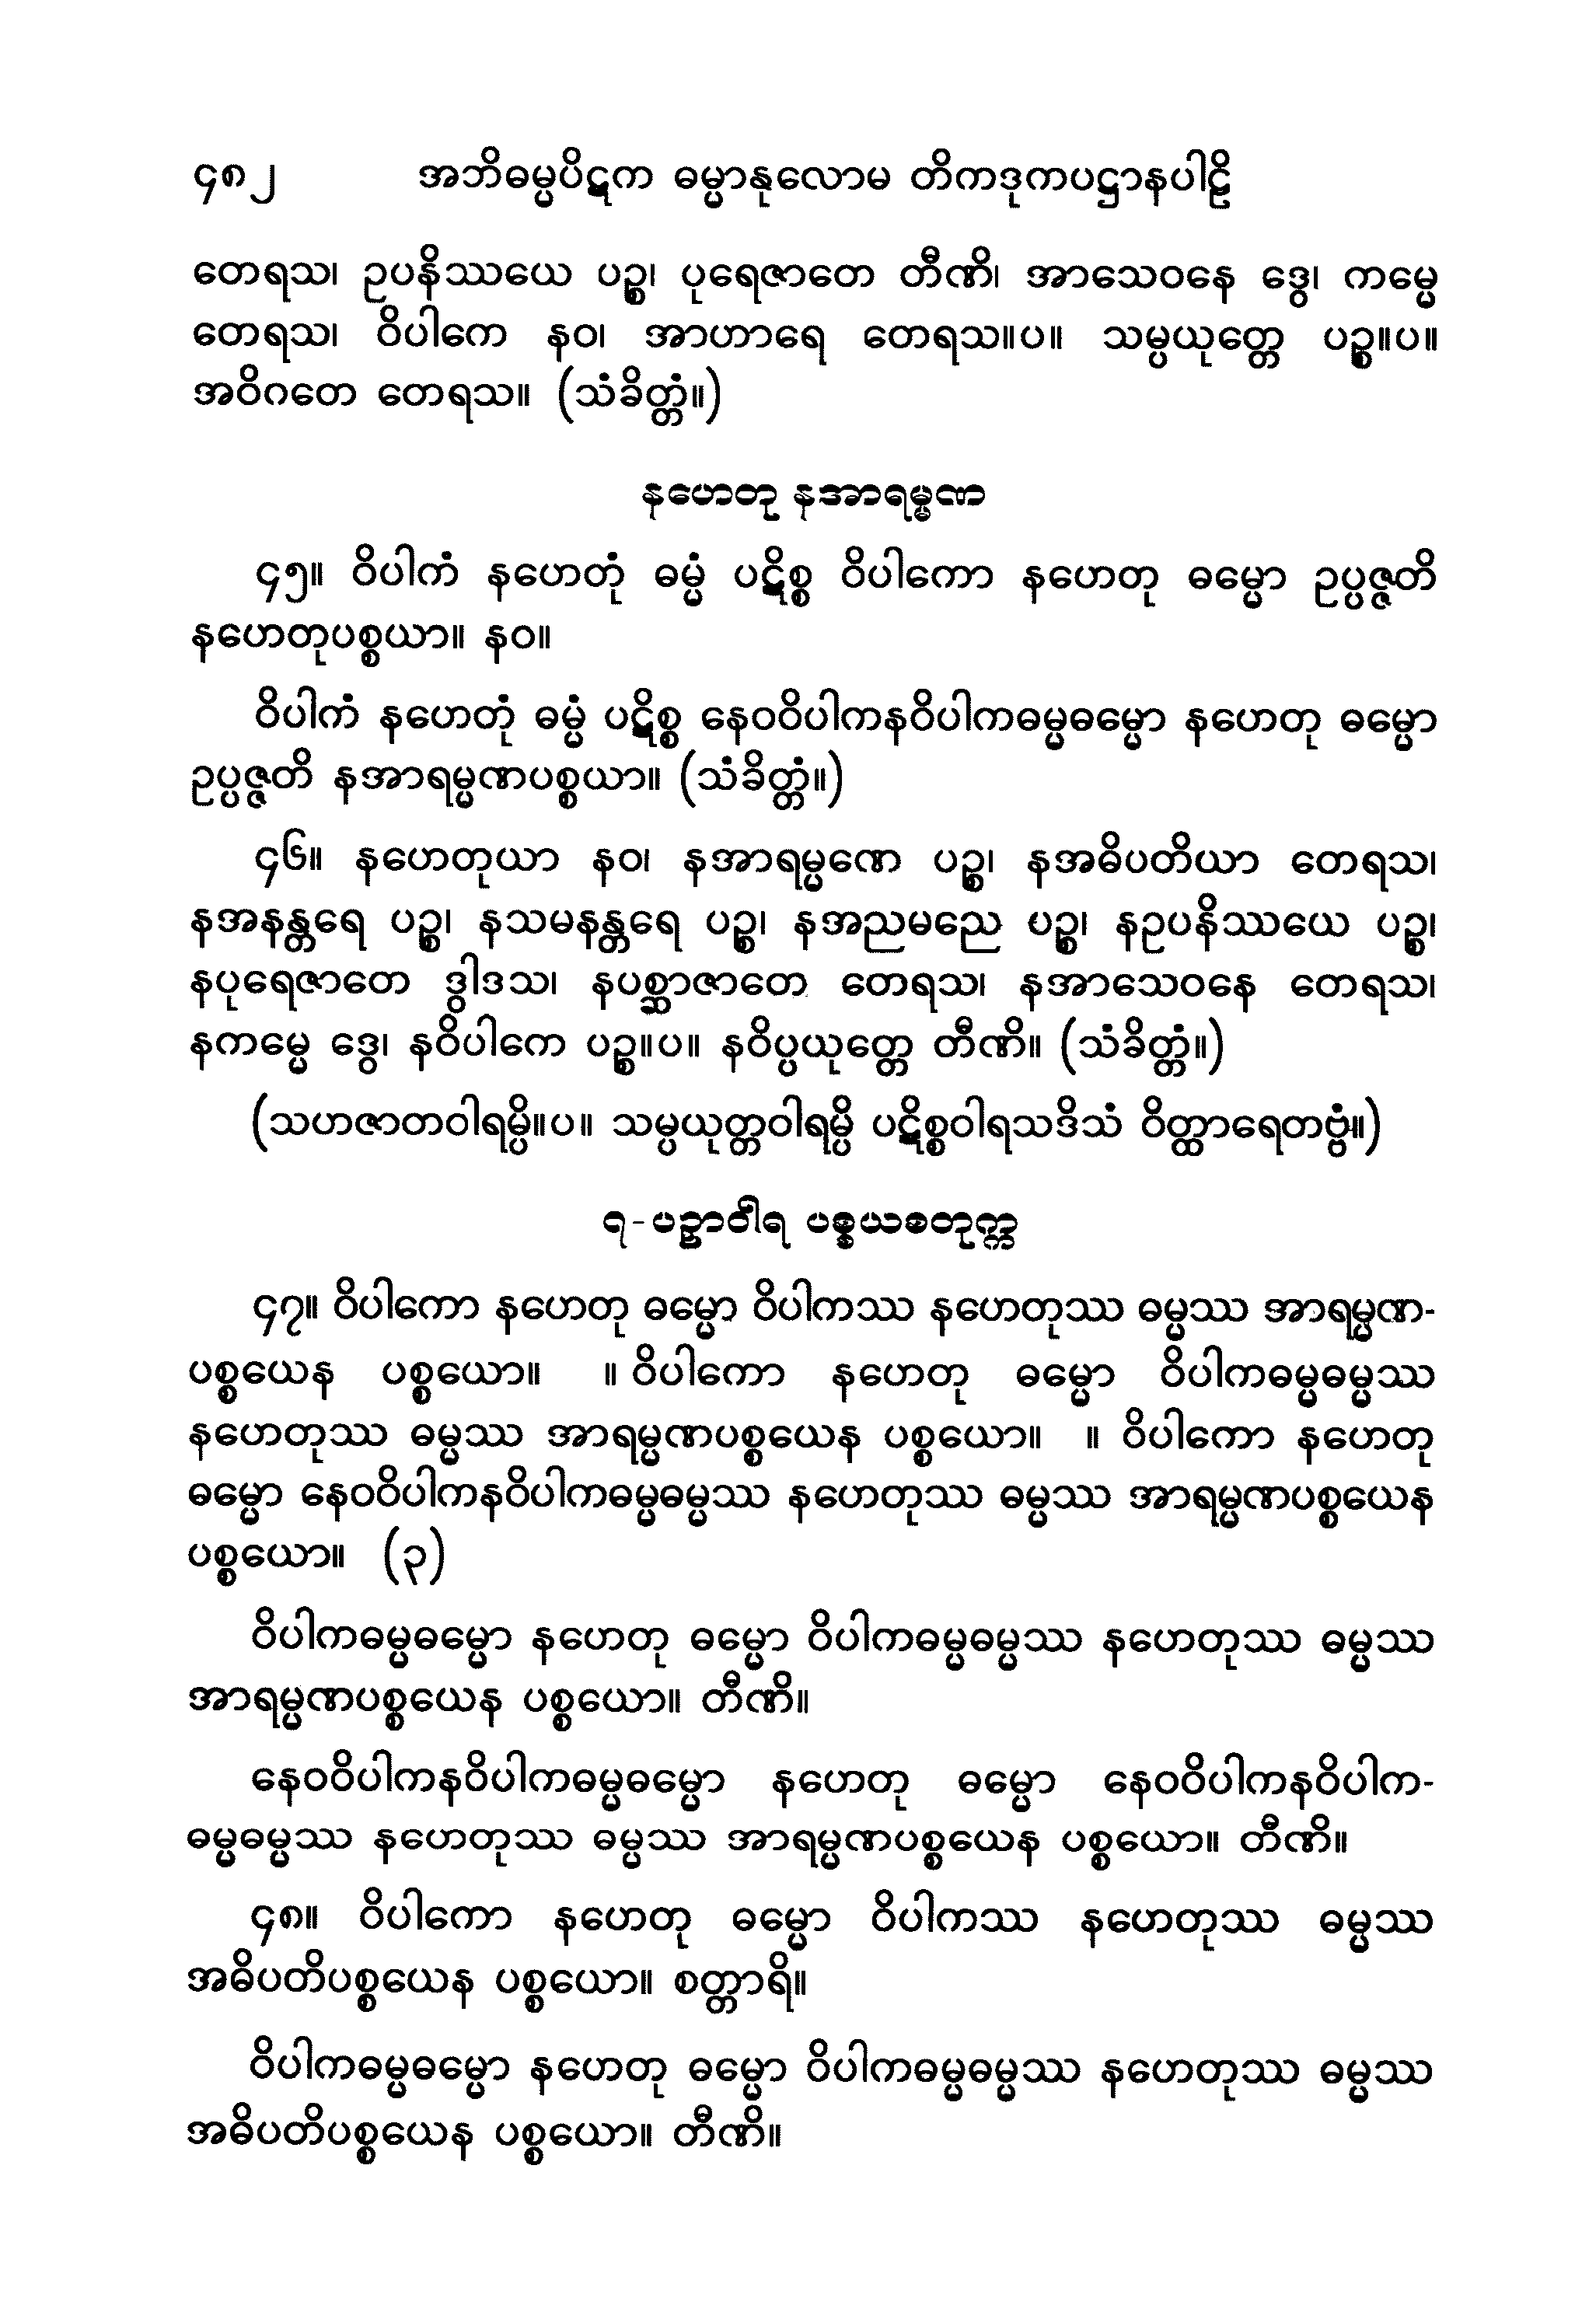 ၄၈၂ အဘိဓမ္မပိဋက ဓမ္မာနုလောမ တိကဒုကပဋ္ဌာနပါဠိ
တေရသ၊ ဥပနိဿယေ ပဉ္စ၊ ပုရေဇာတေ တီဏိ၊ အာသေဝနေ ဒွေ၊ ကမ္မေ
တေရသ၊ ဝိပါကေ နဝ၊ အာဟာရေ တေရသ။ပ။ သမ္ပယုတ္တေ ပဉ္စ။ပ။
အဝိဂတေ တေရသ။ (သံခိတ္တံ။)
နဟေတု နအာရမ္မဏ
၄၅။ ဝိပါကံ နဟေတုံ ဓမ္မံ ပဋိစ္စ ဝိပါကော နဟေတု ဓမ္မော ဥပ္ပဇ္ဇတိ
နဟေတုပစ္စယာ။ နဝ။
ဝိပါကံ နဟေတုံ ဓမ္မံ ပဋိစ္စ နေဝဝိပါကနဝိပါကဓမ္မဓမ္မော နဟေတု ဓမ္မော
ဥပ္ပဇ္ဇတိ နအာရမ္မဏပစ္စယာ။ (သံခိတ္တံ။)
၄၆။ နဟေတုယာ နဝ၊ နအာရမ္မဏေ ပဉ္စ၊ နအဓိပတိယာ တေရသ၊
နအနန္တရေ ပဉ္စ၊ နသမနန္တရေ ပဉ္စ၊ နအညမညေ ပဉ္စ၊ နဥပနိဿယေ ပဉ္စ၊
နပုရေဇာတေ ဒွါဒသ၊ နပစ္ဆာဇာတေ တေရသ၊ နအာသေဝနေ တေရသ၊
နကမ္မေ ဒွေ၊ နဝိပါကေ ပဉ္စ။ပ။ နဝိပ္ပယုတ္တေ တီဏိ။ (သံခိတ္တံ။)
(သဟဇာတဝါရမ္ပိ။ပ။ သမ္ပယုတ္တဝါရမ္ပိ ပဋိစ္စဝါရသဒိသံ ဝိတ္ထာရေတဗ္ဗံ။)
၇-ပဉှာဝါရ ပစ္စယစတုက္က
၄၇။ ဝိပါကော နဟေတု ဓမ္မော ဝိပါကဿ နဟေတုဿ ဓမ္မဿ အာရမ္မဏ-
ပစ္စယေန ပစ္စယော။ ။ ဝိပါကော နဟေတု ဓမ္မော ဝိပါကဓမ္မဓမ္မဿ
နဟေတုဿ ဓမ္မဿ အာရမ္မဏပစ္စယေန ပစ္စယော။ ။ ဝိပါကော နဟေတု
ဓမ္မော နေဝဝိပါကနဝိပါကဓမ္မဓမ္မဿ နဟေတုဿ ဓမ္မဿ အာရမ္မဏပစ္စယေန
ပစ္စယော။ (၃)
ဝိပါကဓမ္မဓမ္မော နဟေတု ဓမ္မော ဝိပါကဓမ္မဓမ္မဿ နဟေတုဿ ဓမ္မဿ
အာရမ္မဏပစ္စယေန ပစ္စယော။ တီဏိ။
နေဝဝိပါကနဝိပါကဓမ္မဓမ္မော နဟေတု ဓမ္မော နေဝဝိပါကနဝိပါက-
ဓမ္မဓမ္မဿ နဟေတုဿ ဓမ္မဿ အာရမ္မဏပစ္စယေန ပစ္စယော။ တီဏိ။
၄၈။ ဝိပါကော နဟေတု ဓမ္မော ဝိပါကဿ နဟေတုဿ ဓမ္မဿ
အဓိပတိပစ္စယေန ပစ္စယော။ စတ္တာရိ။
ဝိပါကဓမ္မဓမ္မော နဟေတု ဓမ္မော ဝိပါကဓမ္မဓမ္မဿ နဟေတုဿ ဓမ္မဿ
အဓိပတိပစ္စယေန ပစ္စယော။ တီဏိ။